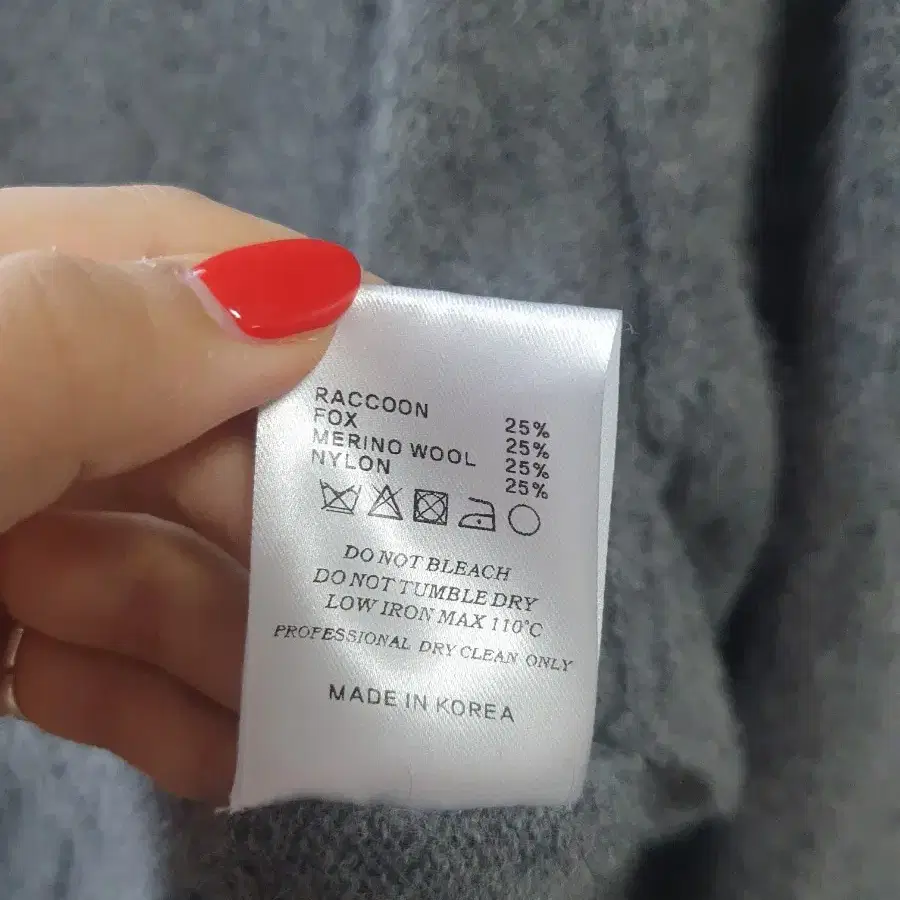 RACCOON 25%
FOX 25%
MERINO WOOL 25%
NYLON 25%
DO NOT BLEACH
DO NOT TUMBLE DRY
LOW IRON MAX 110°C
PROFESSIONAL DRY CLEAN ONLY
MADE IN KOREA